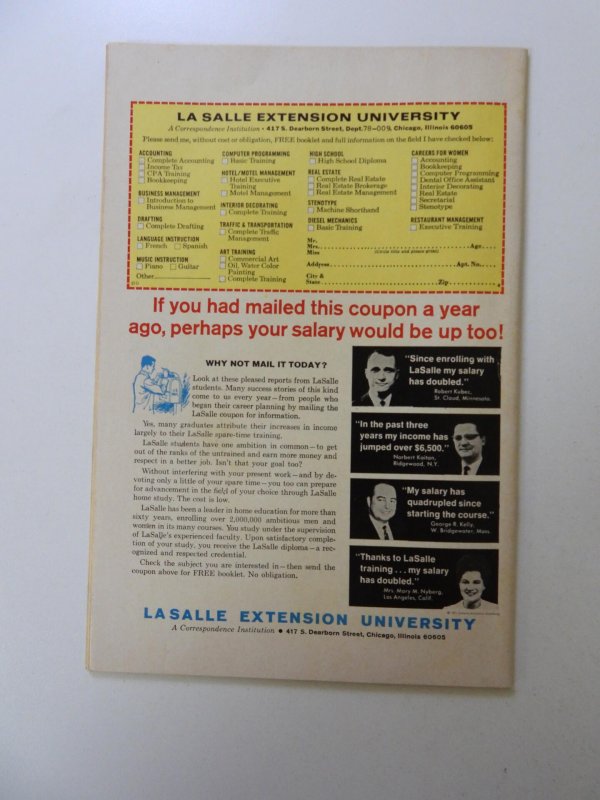 LA SALLE EXTENSION UNIVERSITY
A Correspondence Institution • 417 S. Dearborn Street, Dept. 78-009, Chicago, Illinois 60605
Please send me, without cost or obligation, FREE booklet and full information on the field I have checked below:
ACCOUNTING
Complete Accounting
Income Tax
CPA Training
Bookkeeping
BUSINESS MANAGEMENT
Introduction to
Business Management
DRAFTING
Complete Drafting
LANGUAGE INSTRUCTION
French Spanish
MUSIC INSTRUCTION
Piano Guitar
Other
COMPUTER PROGRAMMING
Basic Training
HOTEL/MOTEL MANAGEMENT
Hotel Executive
Training
Motel Management
INTERIOR DECORATING
Complete Training
TRAFFIC & TRANSPORTATION
Complete Traffic
Management
ART TRAINING
Commercial Art
Oil, Water Color
Painting
Complete Training
HIGH SCHOOL
High School Diploma
REAL ESTATE
Complete Real Estate
Real Estate Brokerage
Real Estate Management
STENOTYPE
Machine Shorthand
DIESEL MECHANICS
Basic Training
CAREERS FOR WOMEN
Accounting
Bookkeeping
Computer Programming
Dental Office Assistant
Interior Decorating
Real Estate
Secretarial
Stenotype
RESTAURANT MANAGEMENT
Executive Training
Mr.
Mrs. Age
Miss
Address Apt. No.
City &
State Zip
If you had mailed this coupon a year
ago, perhaps your salary would be up too!
WHY NOT MAIL IT TODAY?
Look at these pleased reports from LaSalle
students. Many success stories of this kind
come to us every year—from people who
began their career planning by mailing the
LaSalle coupon for information.
Yes, many graduates attribute their increases in income
largely to their LaSalle spare-time training.
LaSalle students have one ambition in common—to get
out of the ranks of the untrained and earn more money and
respect in a better job. Isn't that your goal too?
Without interfering with your present work—and by de-
voting only a little of your spare time—you too can prepare
for advancement in the field of your choice through LaSalle
home study. The cost is low.
LaSalle has been a leader in home education for more than
sixty years, enrolling over 2,000,000 ambitious men and
women in its many courses. You study under the supervision
of LaSalle's experienced faculty. Upon satisfactory comple-
tion of your study, you receive the LaSalle diploma—a rec-
ognized and respected credential.
Check the subject you are interested in—then send the
coupon above for FREE booklet. No obligation.
"Since enrolling with
LaSalle my salary
has doubled."
Robert Kubec,
St. Cloud, Minnesota.
"In the past three
years my income has
jumped over $6,500."
Norbert Kaiton,
Ridgewood, N.Y.
"My salary has
quadrupled since
starting the course."
George R. Kelly,
W. Bridgewater, Mass.
"Thanks to LaSalle
training . . . my salary
has doubled."
Mrs. Mary M. Nyberg,
Los Angeles, Calif.
LA SALLE EXTENSION UNIVERSITY
A Correspondence Institution • 417 S. Dearborn Street, Chicago, Illinois 60605